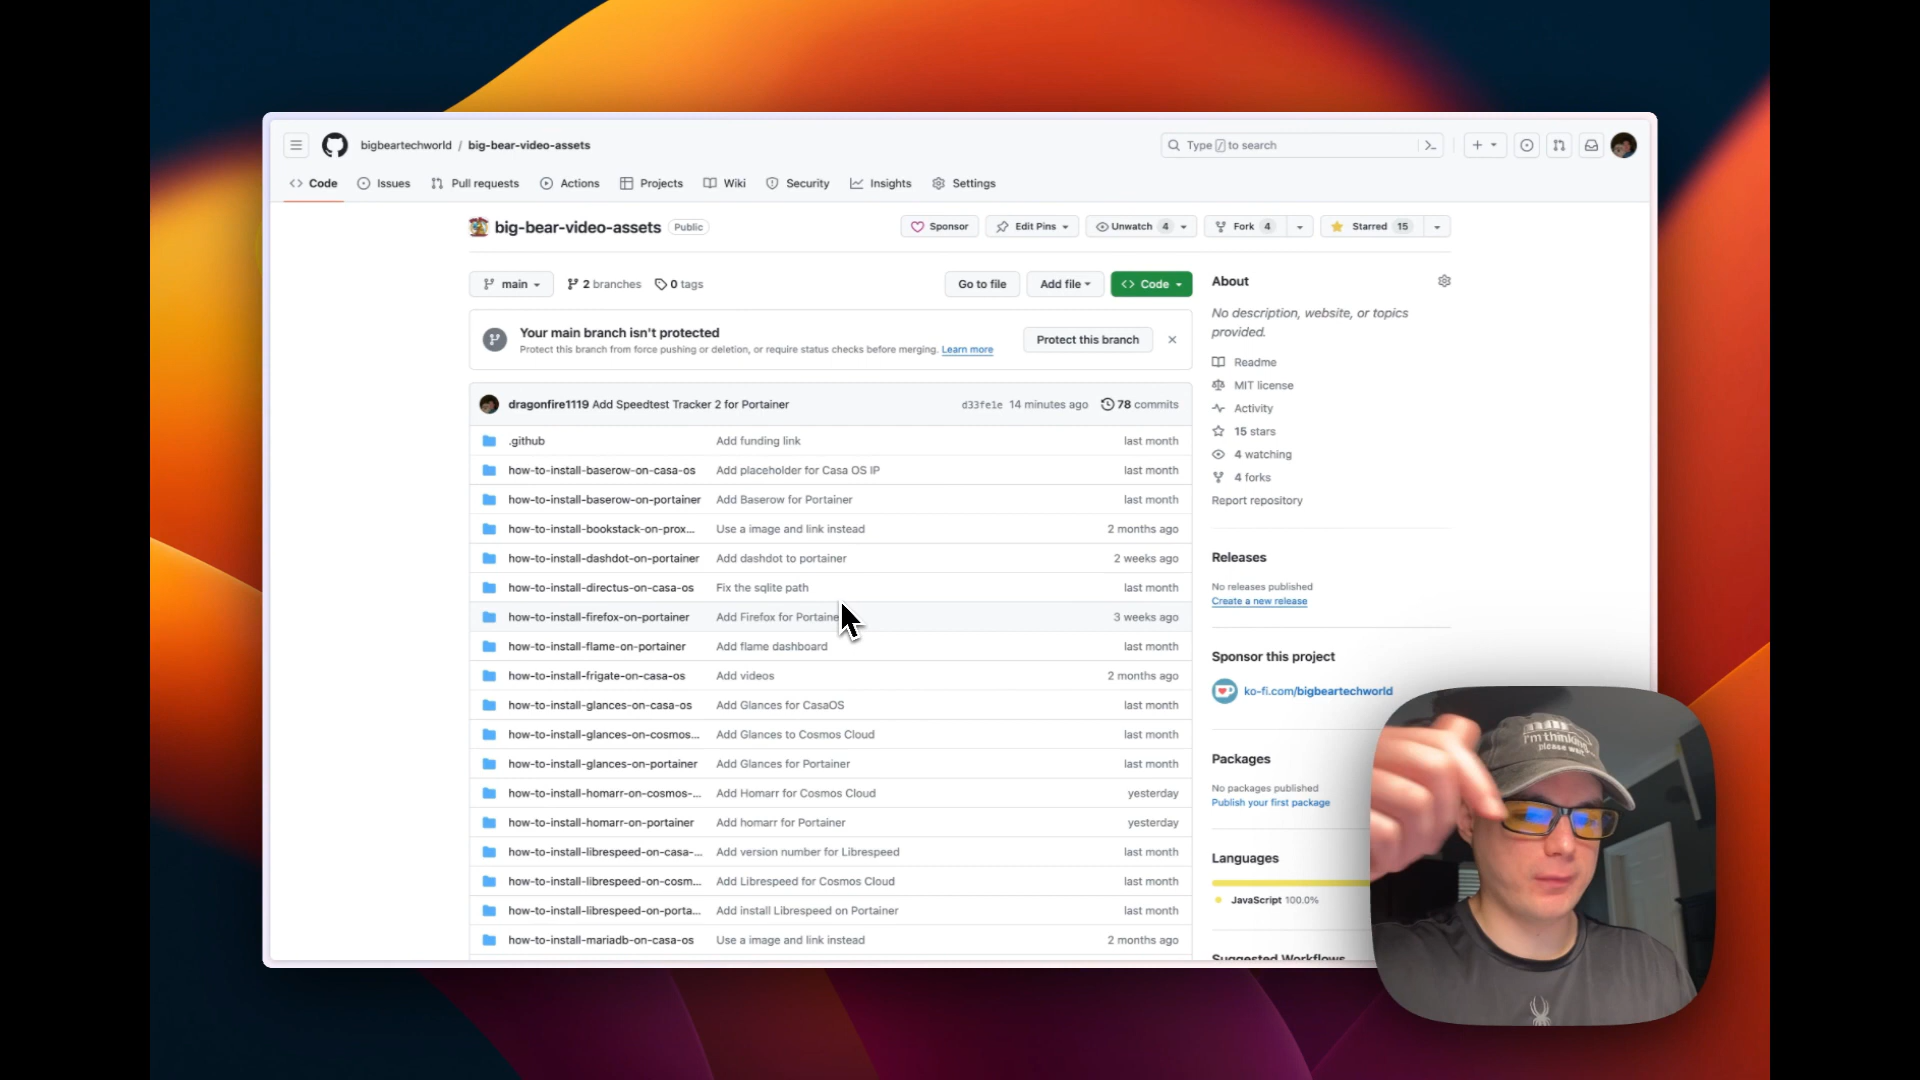 bigbeartechworld / big-bear-video-assets
Type / to search
Code Issues Pull requests Actions Projects Wiki Security Insights Settings
big-bear-video-assets Public
Sponsor Edit Pins Unwatch 4 Fork 4 Starred 15
main 2 branches 0 tags Go to file Add file Code
Your main branch isn't protected
Protect this branch from force pushing or deletion, or require status checks before merging. Learn more
Protect this branch
dragonfire1119 Add Speedtest Tracker 2 for Portainer d33fe1e 14 minutes ago 78 commits
.github Add funding link last month
how-to-install-baserow-on-casa-os Add placeholder for Casa OS IP last month
how-to-install-baserow-on-portainer Add Baserow for Portainer last month
how-to-install-bookstack-on-prox... Use a image and link instead 2 months ago
how-to-install-dashdot-on-portainer Add dashdot to portainer 2 weeks ago
how-to-install-directus-on-casa-os Fix the sqlite path last month
how-to-install-firefox-on-portainer Add Firefox for Portaine 3 weeks ago
how-to-install-flame-on-portainer Add flame dashboard last month
how-to-install-frigate-on-casa-os Add videos 2 months ago
how-to-install-glances-on-casa-os Add Glances for CasaOS last month
how-to-install-glances-on-cosmos... Add Glances to Cosmos Cloud last month
how-to-install-glances-on-portainer Add Glances for Portainer last month
how-to-install-homarr-on-cosmos-... Add Homarr for Cosmos Cloud yesterday
how-to-install-homarr-on-portainer Add homarr for Portainer yesterday
how-to-install-librespeed-on-casa-... Add version number for Librespeed last month
how-to-install-librespeed-on-cosm... Add Librespeed for Cosmos Cloud last month
how-to-install-librespeed-on-porta... Add install Librespeed on Portainer last month
how-to-install-mariadb-on-casa-os Use a image and link instead 2 months ago
About
No description, website, or topics
provided.
Readme
MIT license
Activity
15 stars
4 watching
4 forks
Report repository
Releases
No releases published
Create a new release
Sponsor this project
ko-fi.com/bigbeartechworld
Packages
No packages published
Publish your first package
Languages
JavaScript 100.0%
Suggested Workflows
I'm thinking
please wait